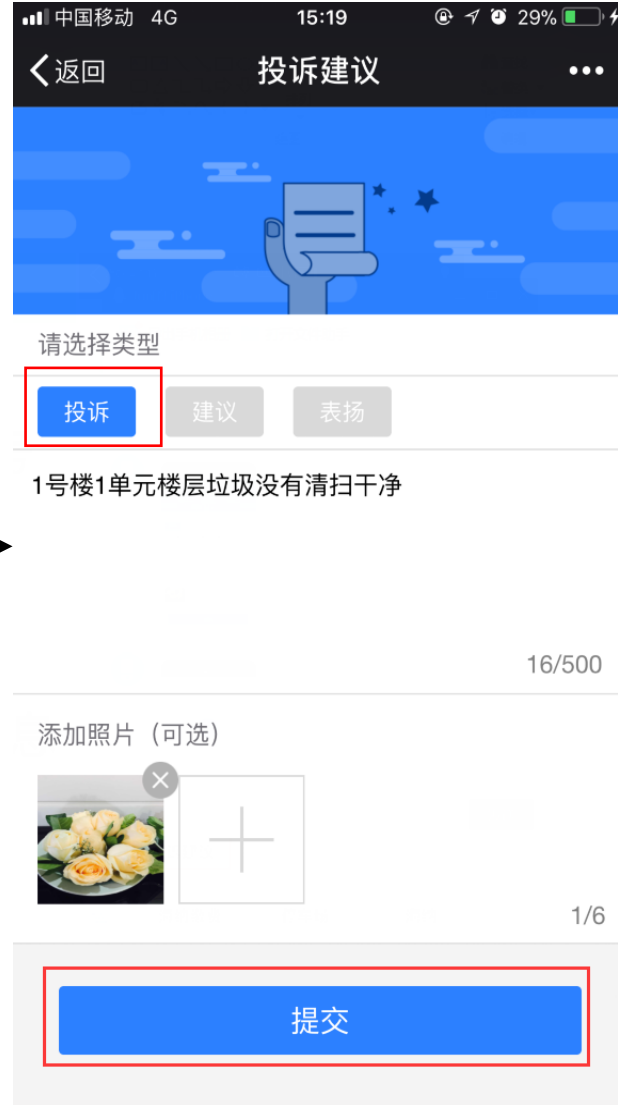 中国移动 4G 15:19 29%
返回 投诉建议
请选择类型
投诉 建议 表扬
1号楼1单元楼层垃圾没有清扫干净
16/500
添加照片（可选）
1/6
提交